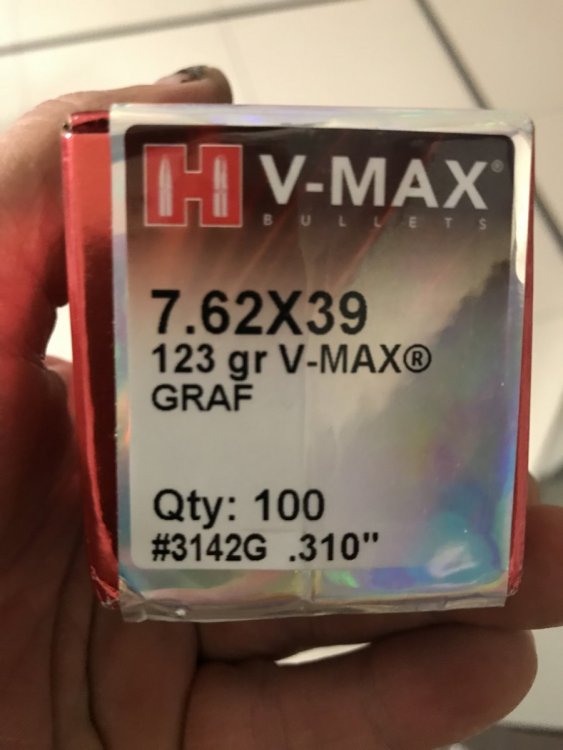 H V-MAX®
BULLETS
7.62X39
123 gr V-MAX®
GRAF
Qty: 100
#3142G .310"